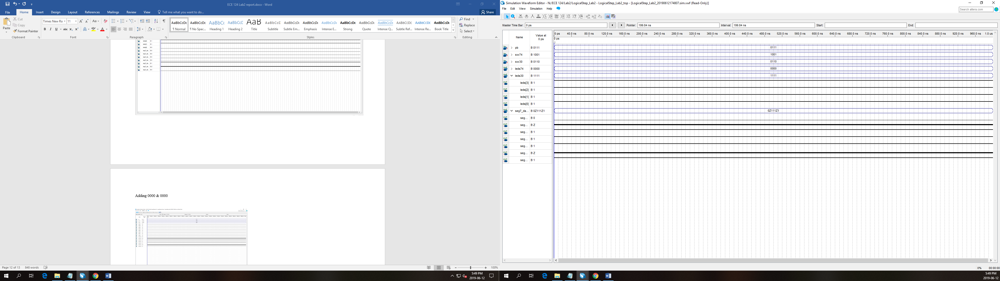 ECE 124 Lab2 report.docx - Word
File Home Insert Design Layout References Mailings Review View Tell me what you want to do... Share
Paste
Cut
Copy
Format Painter
Clipboard
Times New Ro 11
Font
Paragraph
AaBbCcDc AaBbCcDc AaBbCc AaBbCcD AaB AaBbCcD AaBbCcDc AaBbCcDc AaBbCcDc AaBbCcDc AaBbCcDc AaBbCcDc AABBCCDC AABBCCDC AaBbCcDc
¶ Normal ¶ No Spac... Heading 1 Heading 2 Title Subtitle Subtle Em... Emphasis Intense E... Strong Quote Intense Q... Subtle Ref... Intense Re... Book Title
Styles
Find
Replace
Select
Editing
Adding 0000 & 0000
Page 12 of 13 848 words
100%
5:49 PM
2019-06-12
Simulation Waveform Editor - N:/ECE 124/Lab2/LogicalStep_Lab2 - LogicalStep_Lab2_top - [LogicalStep_Lab2_20190612174807.sim.vwf (Read-Only)]
File Edit View Simulation Help
Search altera.com
Master Time Bar: 0 ps Pointer: 199.84 ns Interval: 199.84 ns Start: End:
Name Value at 0 ps
0 ps 40.0 ns 80.0 ns 120.0 ns 160.0 ns 200.0 ns 240.0 ns 280.0 ns 320.0 ns 360.0 ns 400.0 ns 440.0 ns 480.0 ns 520.0 ns 560.0 ns 600.0 ns 640.0 ns 680.0 ns 720.0 ns 760.0 ns 800.0 ns 840.0 ns 880.0 ns 920.0 ns 960.0 ns 1.0 us
0 ps
pb B 0111 0111
sw74 B 1001 1001
sw30 B 0110 0110
leds74 B 0000 0000
leds30 B 1111 1111
leds[3] B 1
leds[2] B 1
leds[1] B 1
leds[0] B 1
seg7_da... B 0Z111Z1 0Z111Z1
seg... B 0
seg... B Z
seg... B 1
seg... B 1
seg... B 1
seg... B Z
seg... B 1
0% 00:00:00
5:49 PM
2019-06-12